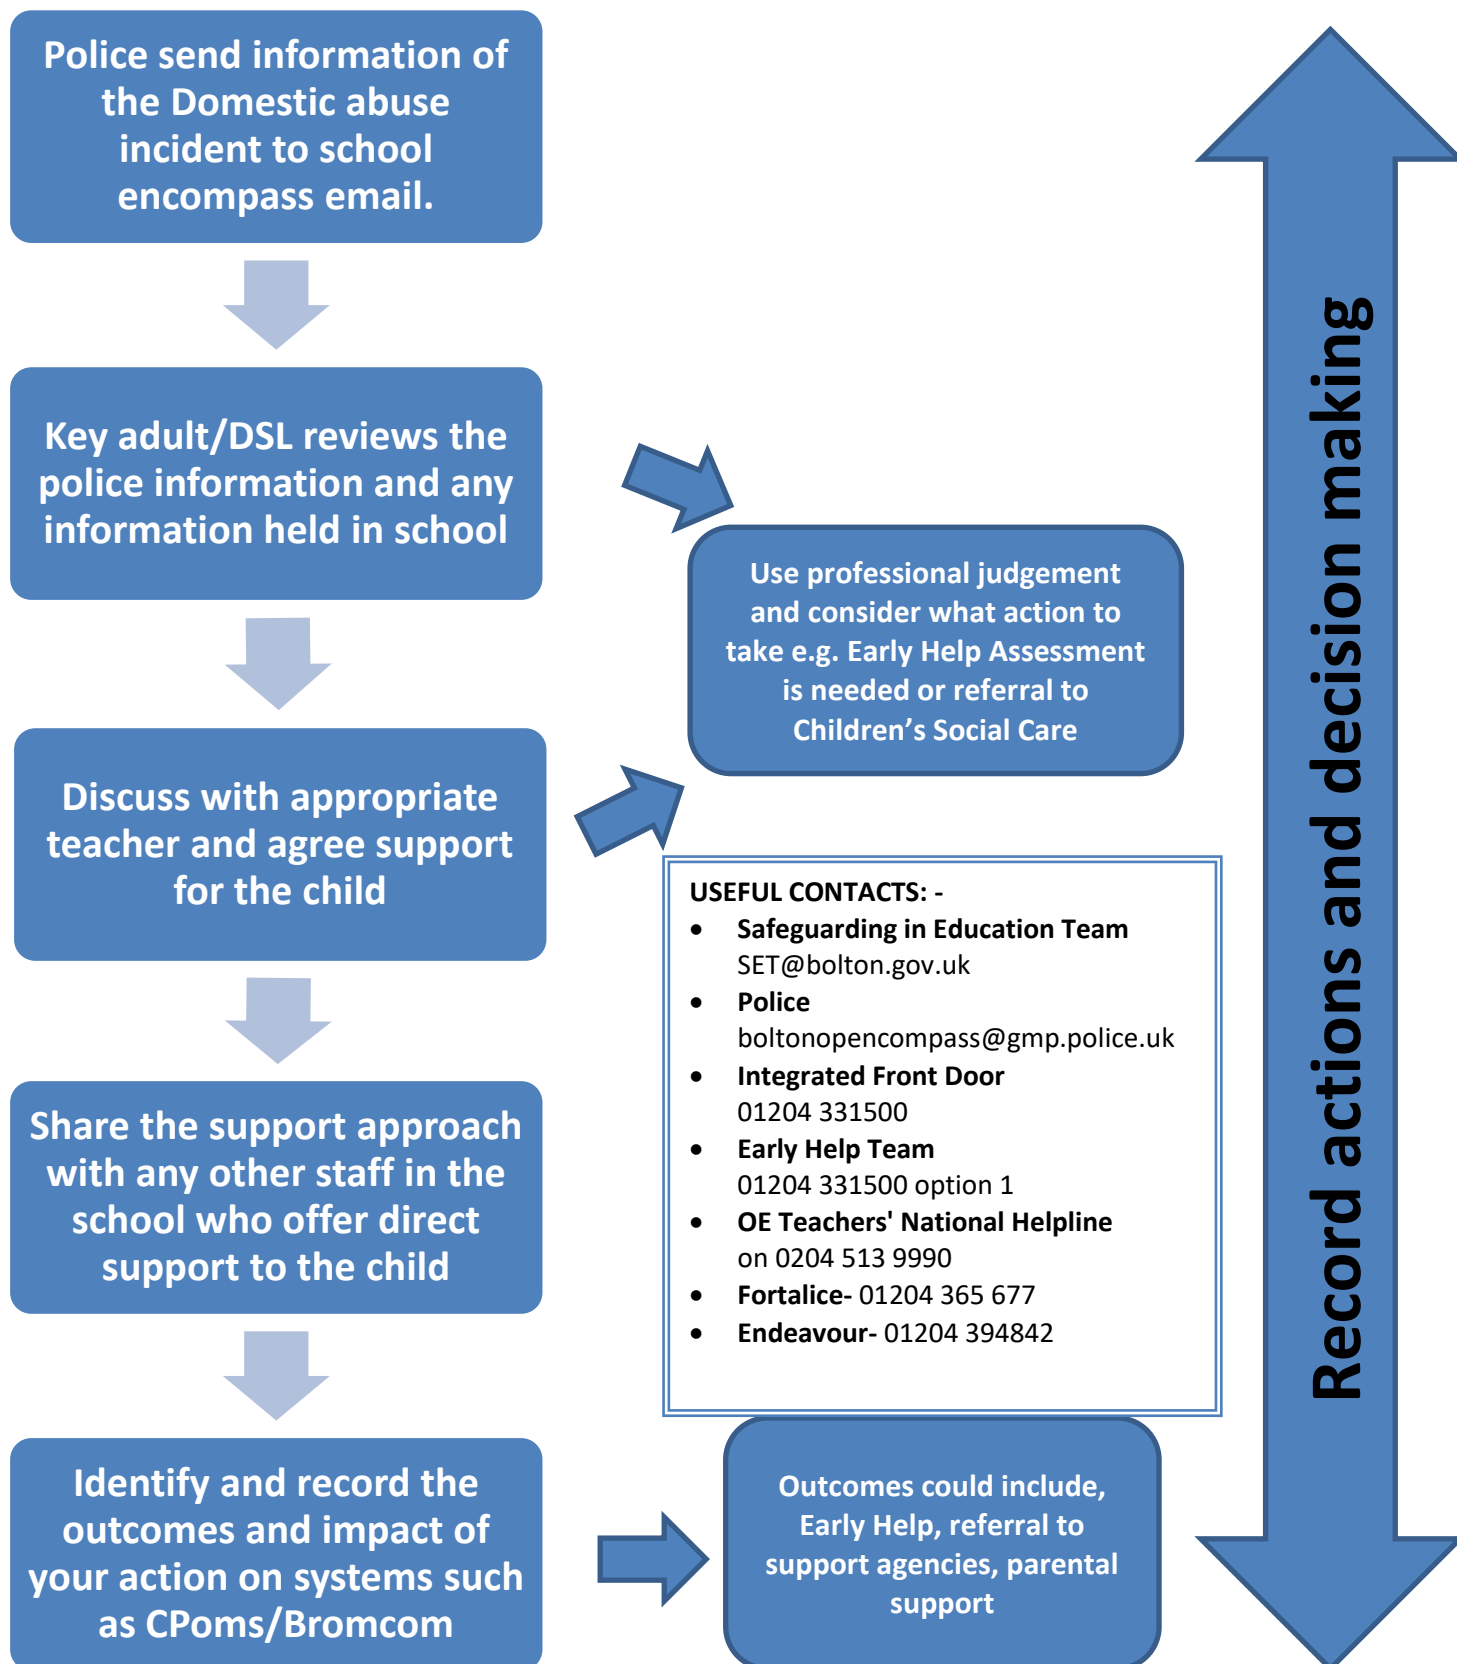 Police send information of
the Domestic abuse
incident to school
encompass email.
Key adult/DSL reviews the
police information and any
information held in school
Use professional judgement
and consider what action to
take e.g. Early Help Assessment
is needed or referral to
Children’s Social Care
Discuss with appropriate
teacher and agree support
for the child
USEFUL CONTACTS: -
• Safeguarding in Education Team
SET@bolton.gov.uk
• Police
boltonopencompass@gmp.police.uk
• Integrated Front Door
01204 331500
• Early Help Team
01204 331500 option 1
• OE Teachers' National Helpline
on 0204 513 9990
• Fortalice- 01204 365 677
• Endeavour- 01204 394842
Share the support approach
with any other staff in the
school who offer direct
support to the child
Identify and record the
outcomes and impact of
your action on systems such
as CPoms/Bromcom
Outcomes could include,
Early Help, referral to
support agencies, parental
support
Record actions and decision making